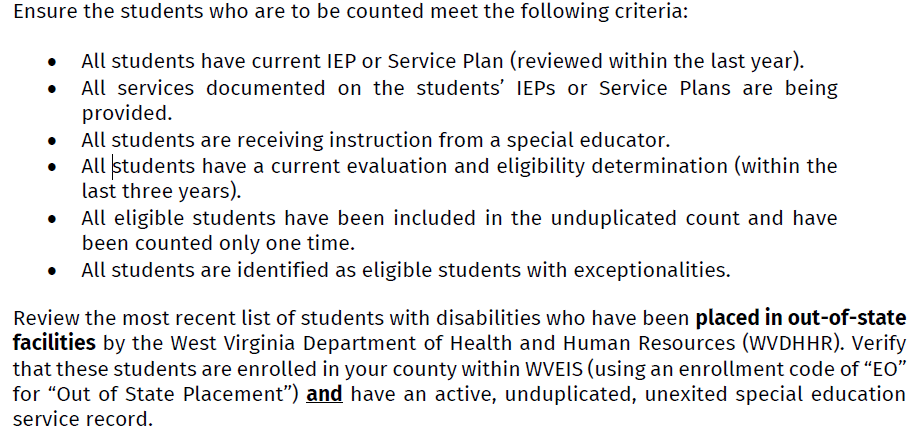 Ensure the students who are to be counted meet the following criteria:
• All students have current IEP or Service Plan (reviewed within the last year).
• All services documented on the students’ IEPs or Service Plans are being
provided.
• All students are receiving instruction from a special educator.
• All students have a current evaluation and eligibility determination (within the
last three years).
• All eligible students have been included in the unduplicated count and have
been counted only one time.
• All students are identified as eligible students with exceptionalities.
Review the most recent list of students with disabilities who have been placed in out-of-state
facilities by the West Virginia Department of Health and Human Resources (WVDHHR). Verify
that these students are enrolled in your county within WVEIS (using an enrollment code of “EO”
for “Out of State Placement”) and have an active, unduplicated, unexited special education
service record.